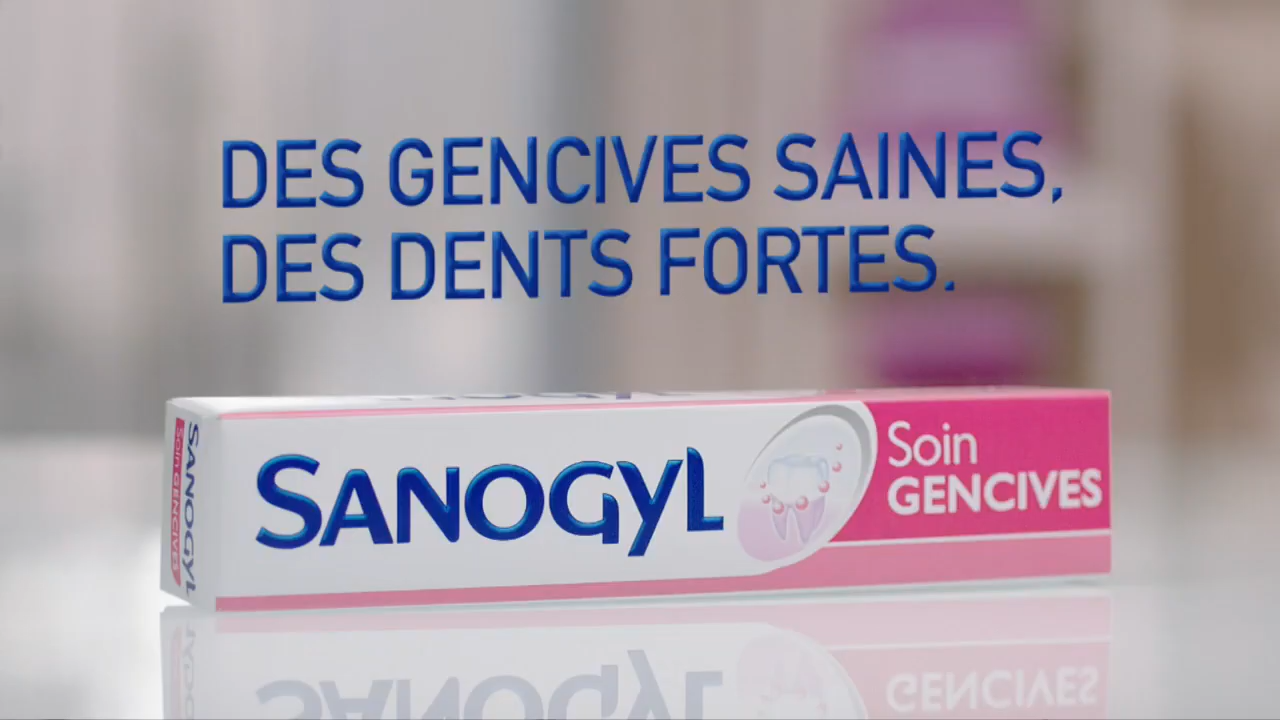 DES GENCIVES SAINES,
DES DENTS FORTES.
SANOGYL
Soin
GENCIVES
SANOGYL
Soin GENCIVES